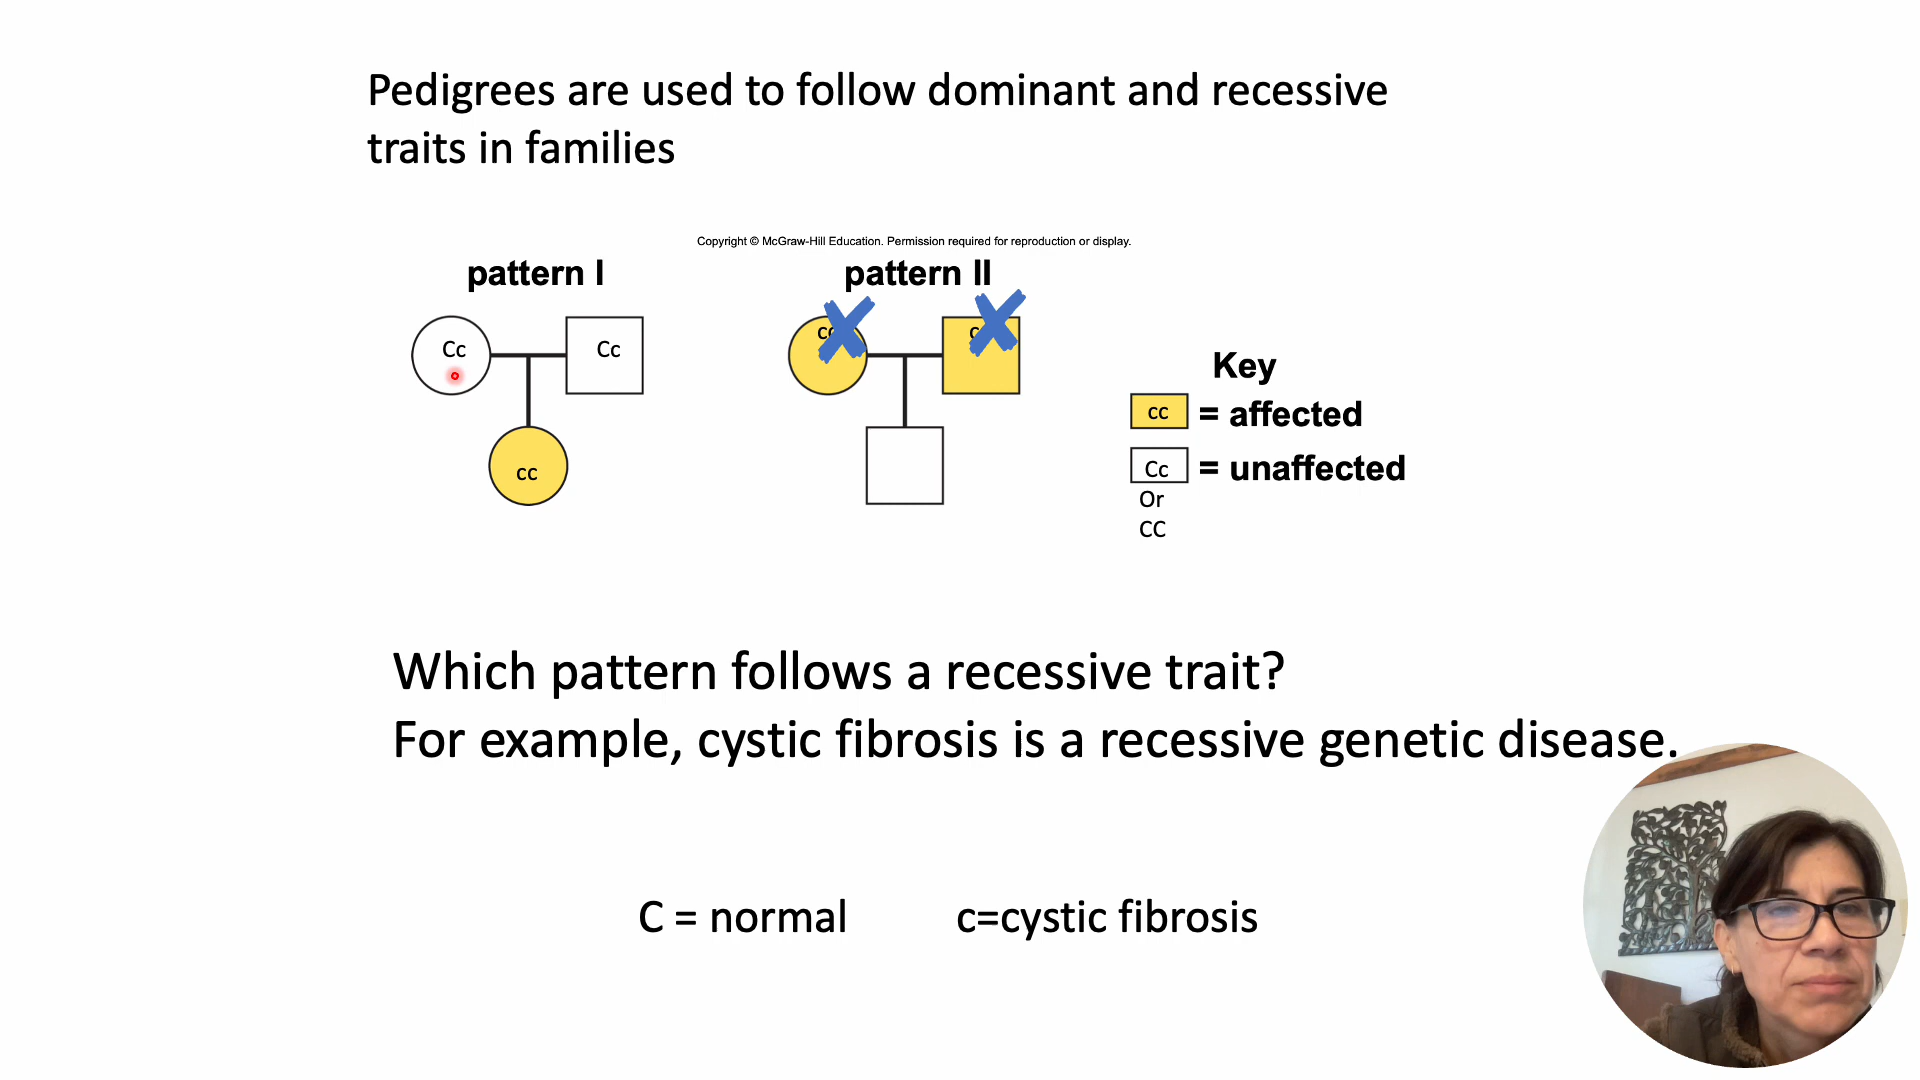 Pedigrees are used to follow dominant and recessive
traits in families
Copyright © McGraw-Hill Education. Permission required for reproduction or display.
pattern I
pattern II
Cc
Cc
cc
Key
cc = affected
Cc = unaffected
Or
CC
Which pattern follows a recessive trait?
For example, cystic fibrosis is a recessive genetic disease.
C = normal
c=cystic fibrosis